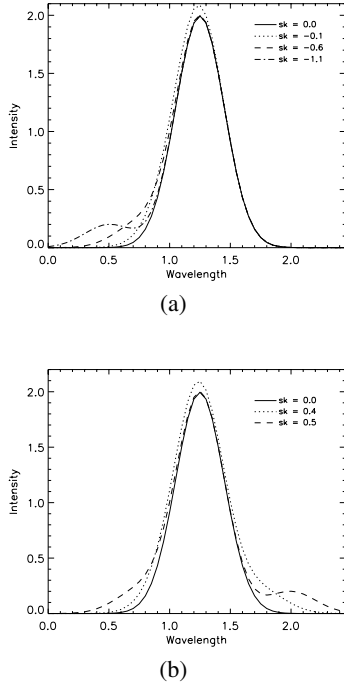 2.0
1.5
1.0
0.5
0.0
Intensity
sk = 0.0
sk = -0.1
sk = -0.6
sk = -1.1
0.0 0.5 1.0 1.5 2.0
Wavelength
(a)
2.0
1.5
1.0
0.5
0.0
Intensity
sk = 0.0
sk = 0.4
sk = 0.5
0.0 0.5 1.0 1.5 2.0
Wavelength
(b)